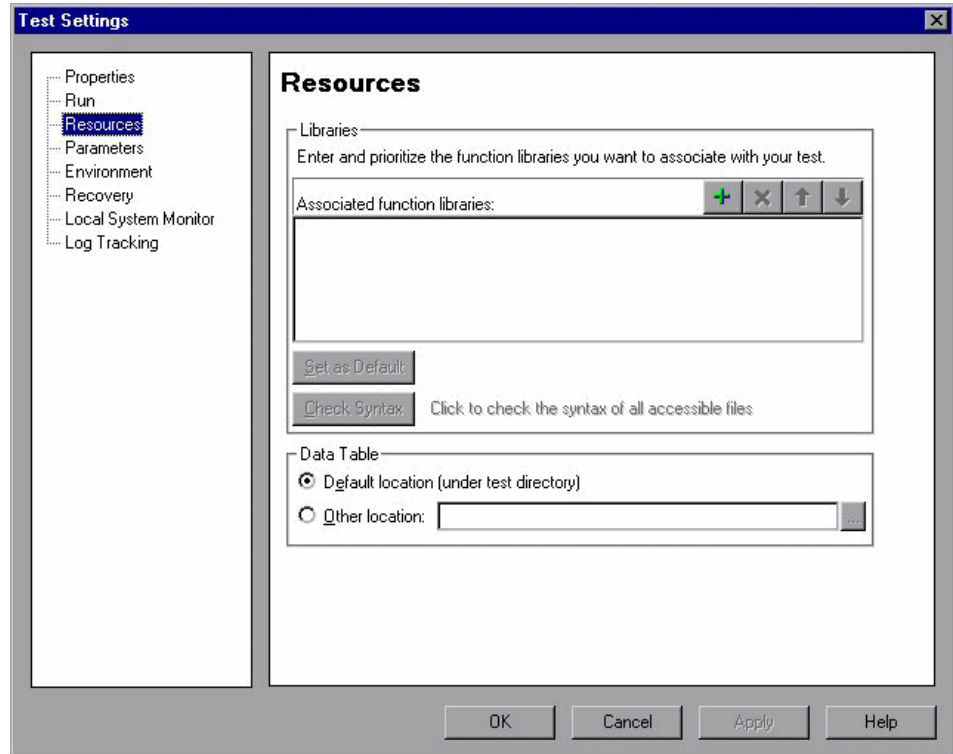 Test Settings
Properties
Run
Resources
Parameters
Environment
Recovery
Local System Monitor
Log Tracking
Resources
Libraries
Enter and prioritize the function libraries you want to associate with your test.
Associated function libraries:
Set as Default
Check Syntax Click to check the syntax of all accessible files
Data Table
Default location (under test directory)
Other location: ...
OK Cancel Apply Help